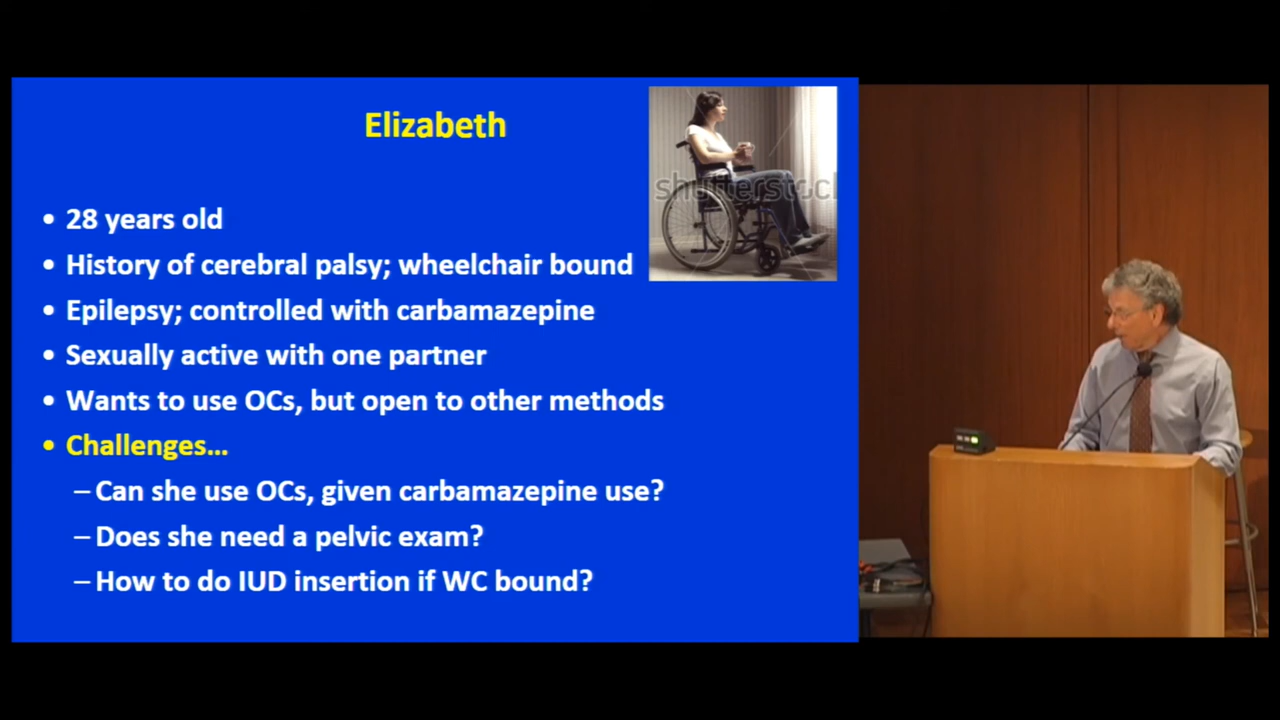 Elizabeth
• 28 years old
• History of cerebral palsy; wheelchair bound
• Epilepsy; controlled with carbamazepine
• Sexually active with one partner
• Wants to use OCs, but open to other methods
• Challenges…
– Can she use OCs, given carbamazepine use?
– Does she need a pelvic exam?
– How to do IUD insertion if WC bound?
shutterstock